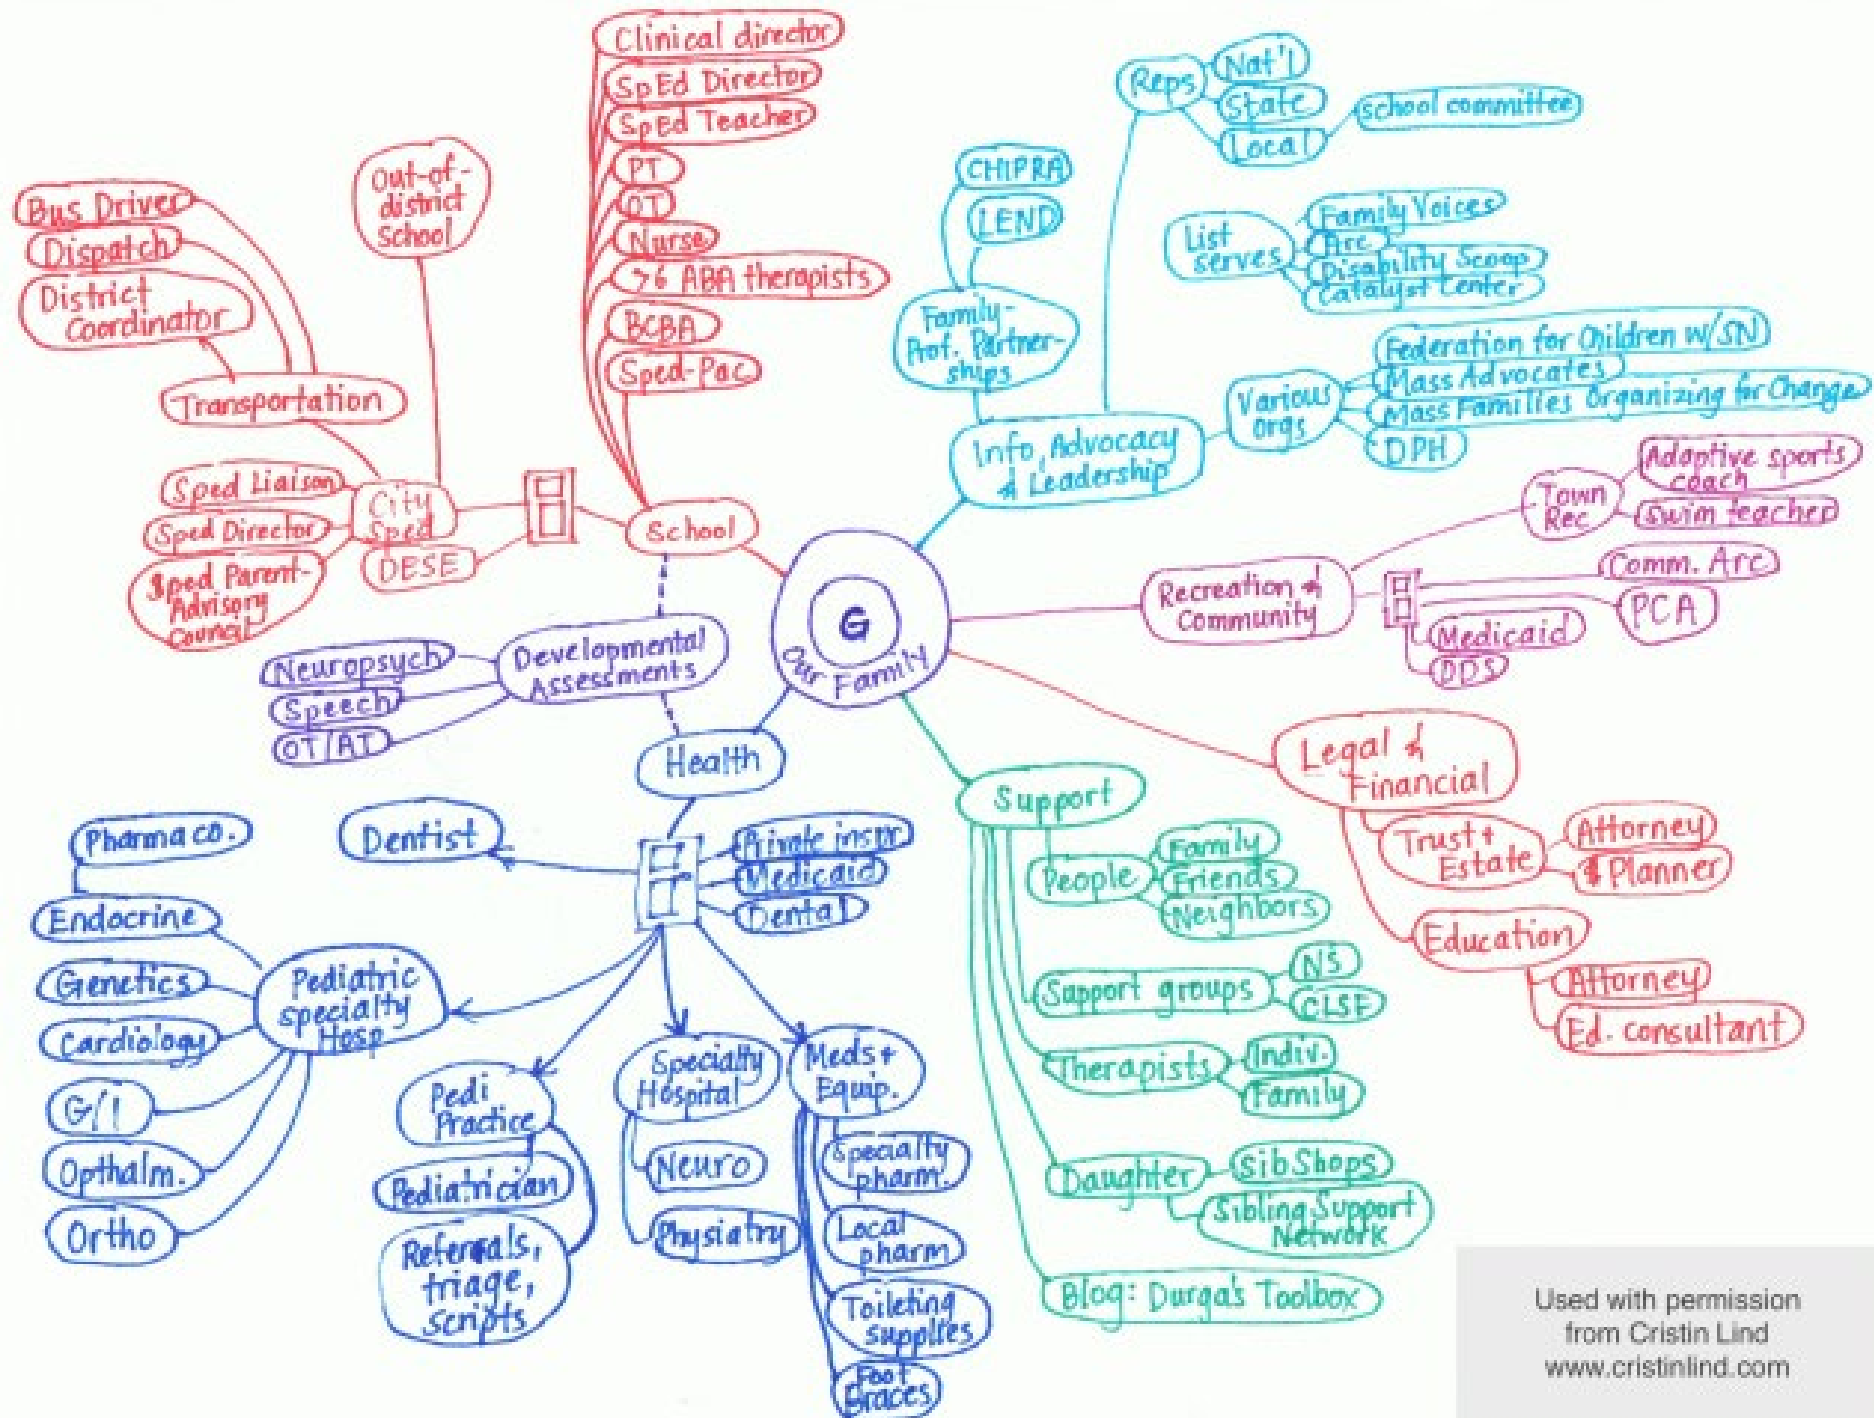 Clinical director
SpEd Director
SpEd Teacher
PT
OT
Nurse
>6 ABA therapists
BCBA
Sped-Pac
School
Out-of-
district
School
Bus Driver
Dispatch
District
Coordinator
Transportation
City
Sped
Sped Liaison
Sped Director
Sped Parent-
Advisory
Council
DESE
Reps
Nat'l
State
Local
School committee
CHIPRA
LEND
Family-
Prof. Partner-
ships
List
serves
Family Voices
Arc
Disability Scoop
Catalyst Center
Various
orgs
Federation for Children w/SN
Mass Advocates
Mass Families Organizing for Change
DPH
Info, Advocacy
& Leadership
G
Our Family
Recreation &
Community
Town
Rec
Adaptive sports
coach
Swim teacher
Comm. Arc
PCA
Medicaid
DDS
Developmental
Assessments
Neuropsych
Speech
OT/AT
Health
Dentist
Private insur.
Medicaid
Dental
Pharmaco.
Endocrine
Genetics
Cardiology
G/I
Opthalm.
Ortho
Pediatric
specialty
Hosp
Pedi
Practice
Pediatrician
Referrals,
triage,
scripts
Specialty
Hospital
Neuro
Physiatry
Meds +
Equip.
Specialty
pharm.
Local
pharm
Toileting
supplies
Foot
Braces
Support
People
Family
Friends
Neighbors
Support groups
NS
CLSF
Therapists
Indiv.
Family
Daughter
SibShops
Sibling Support
Network
Blog: Durga's Toolbox
Legal &
Financial
Trust +
Estate
Attorney
$ Planner
Education
Attorney
Ed. consultant
Used with permission
from Cristin Lind
www.cristinlind.com